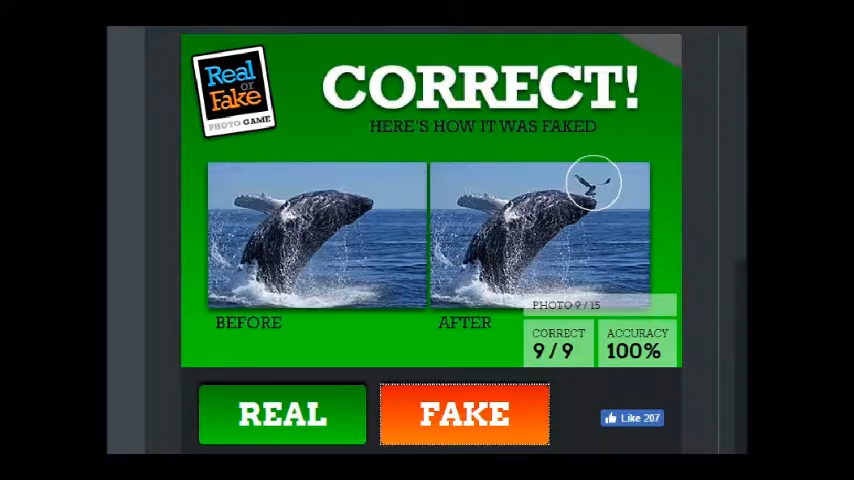 Real
or
Fake
PHOTO GAME
CORRECT!
HERE'S HOW IT WAS FAKED
BEFORE
AFTER
PHOTO 9 / 15
CORRECT
9 / 9
ACCURACY
100%
REAL
FAKE
Like 207